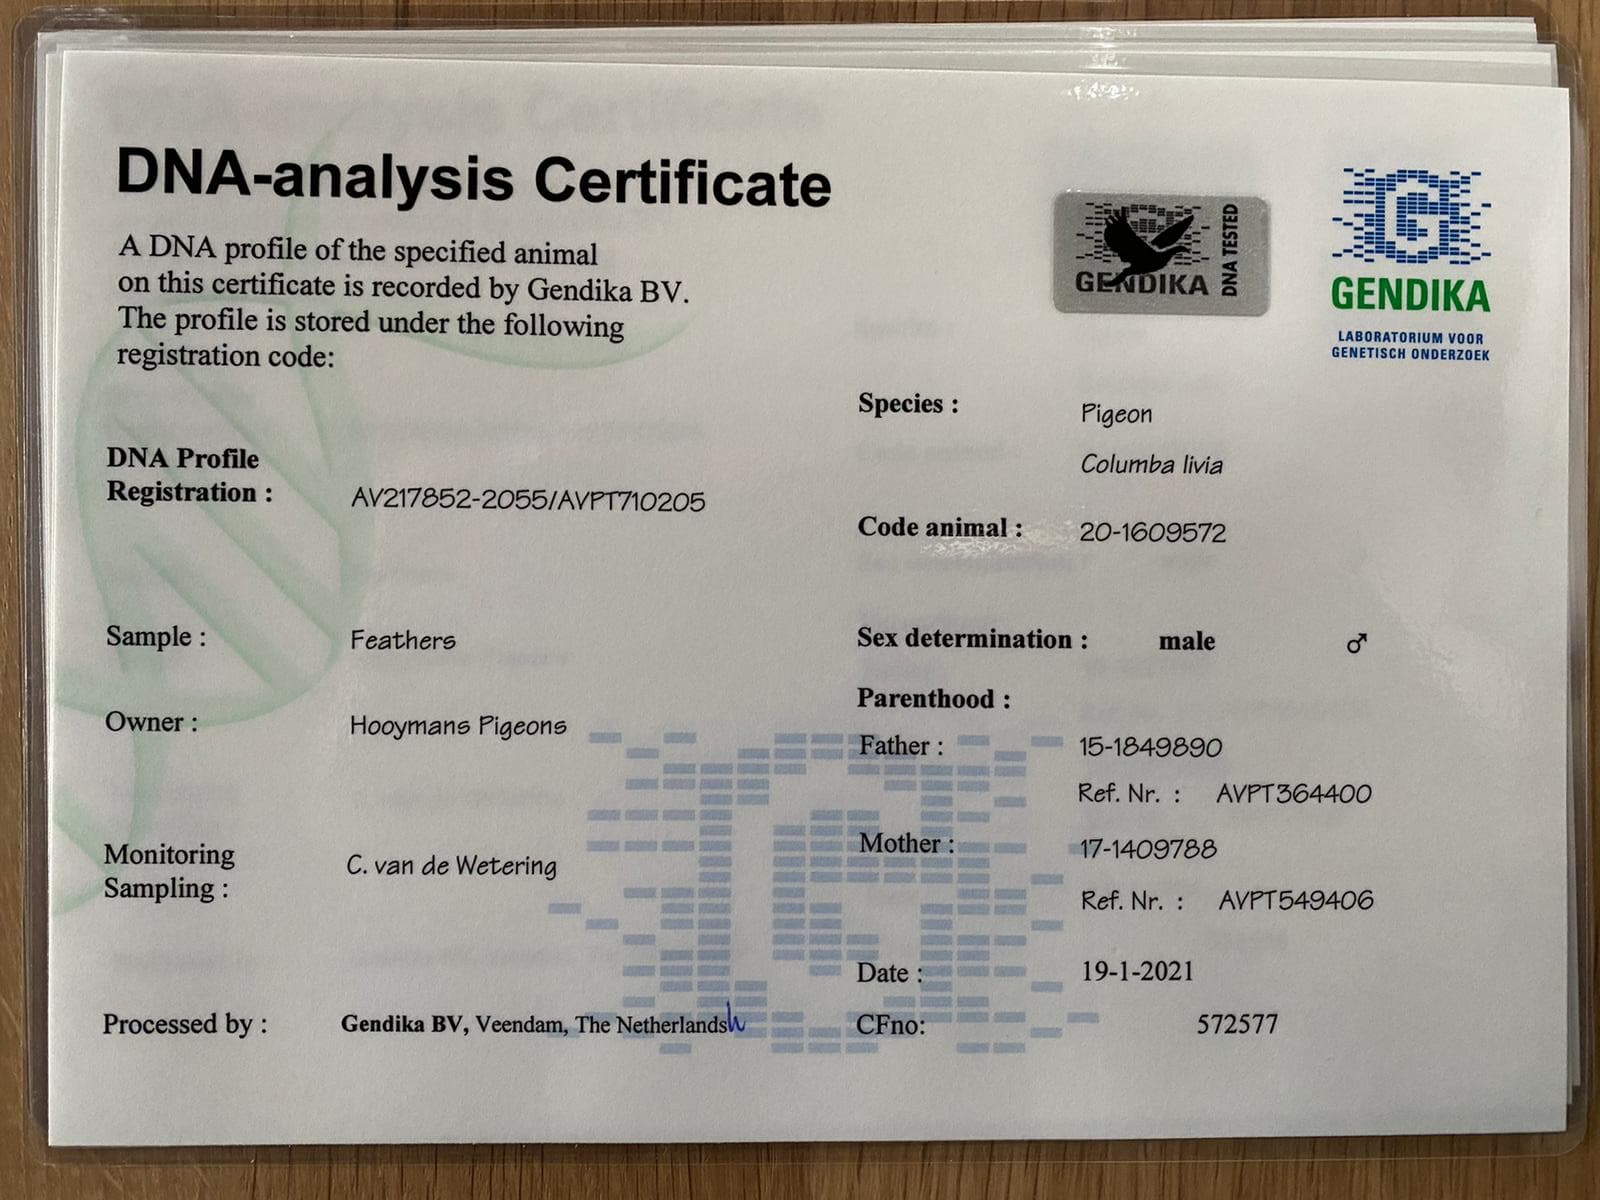 DNA-analysis Certificate
A DNA profile of the specified animal
on this certificate is recorded by Gendika BV.
The profile is stored under the following
registration code:
GENDIKA
DNA TESTED
G
GENDIKA
LABORATORIUM VOOR
GENETISCH ONDERZOEK
DNA Profile
Registration : AV217852-2055/AVPT710205
Sample : Feathers
Owner : Hooymans Pigeons
Monitoring
Sampling : C. van de Wetering
Processed by : Gendika BV, Veendam, The Netherlands
Species : Pigeon
Columba livia
Code animal : 20-1609572
Sex determination : male ♂
Parenthood :
Father : 15-1849890
Ref. Nr. : AVPT364400
Mother : 17-1409788
Ref. Nr. : AVPT549406
Date : 19-1-2021
CFno: 572577